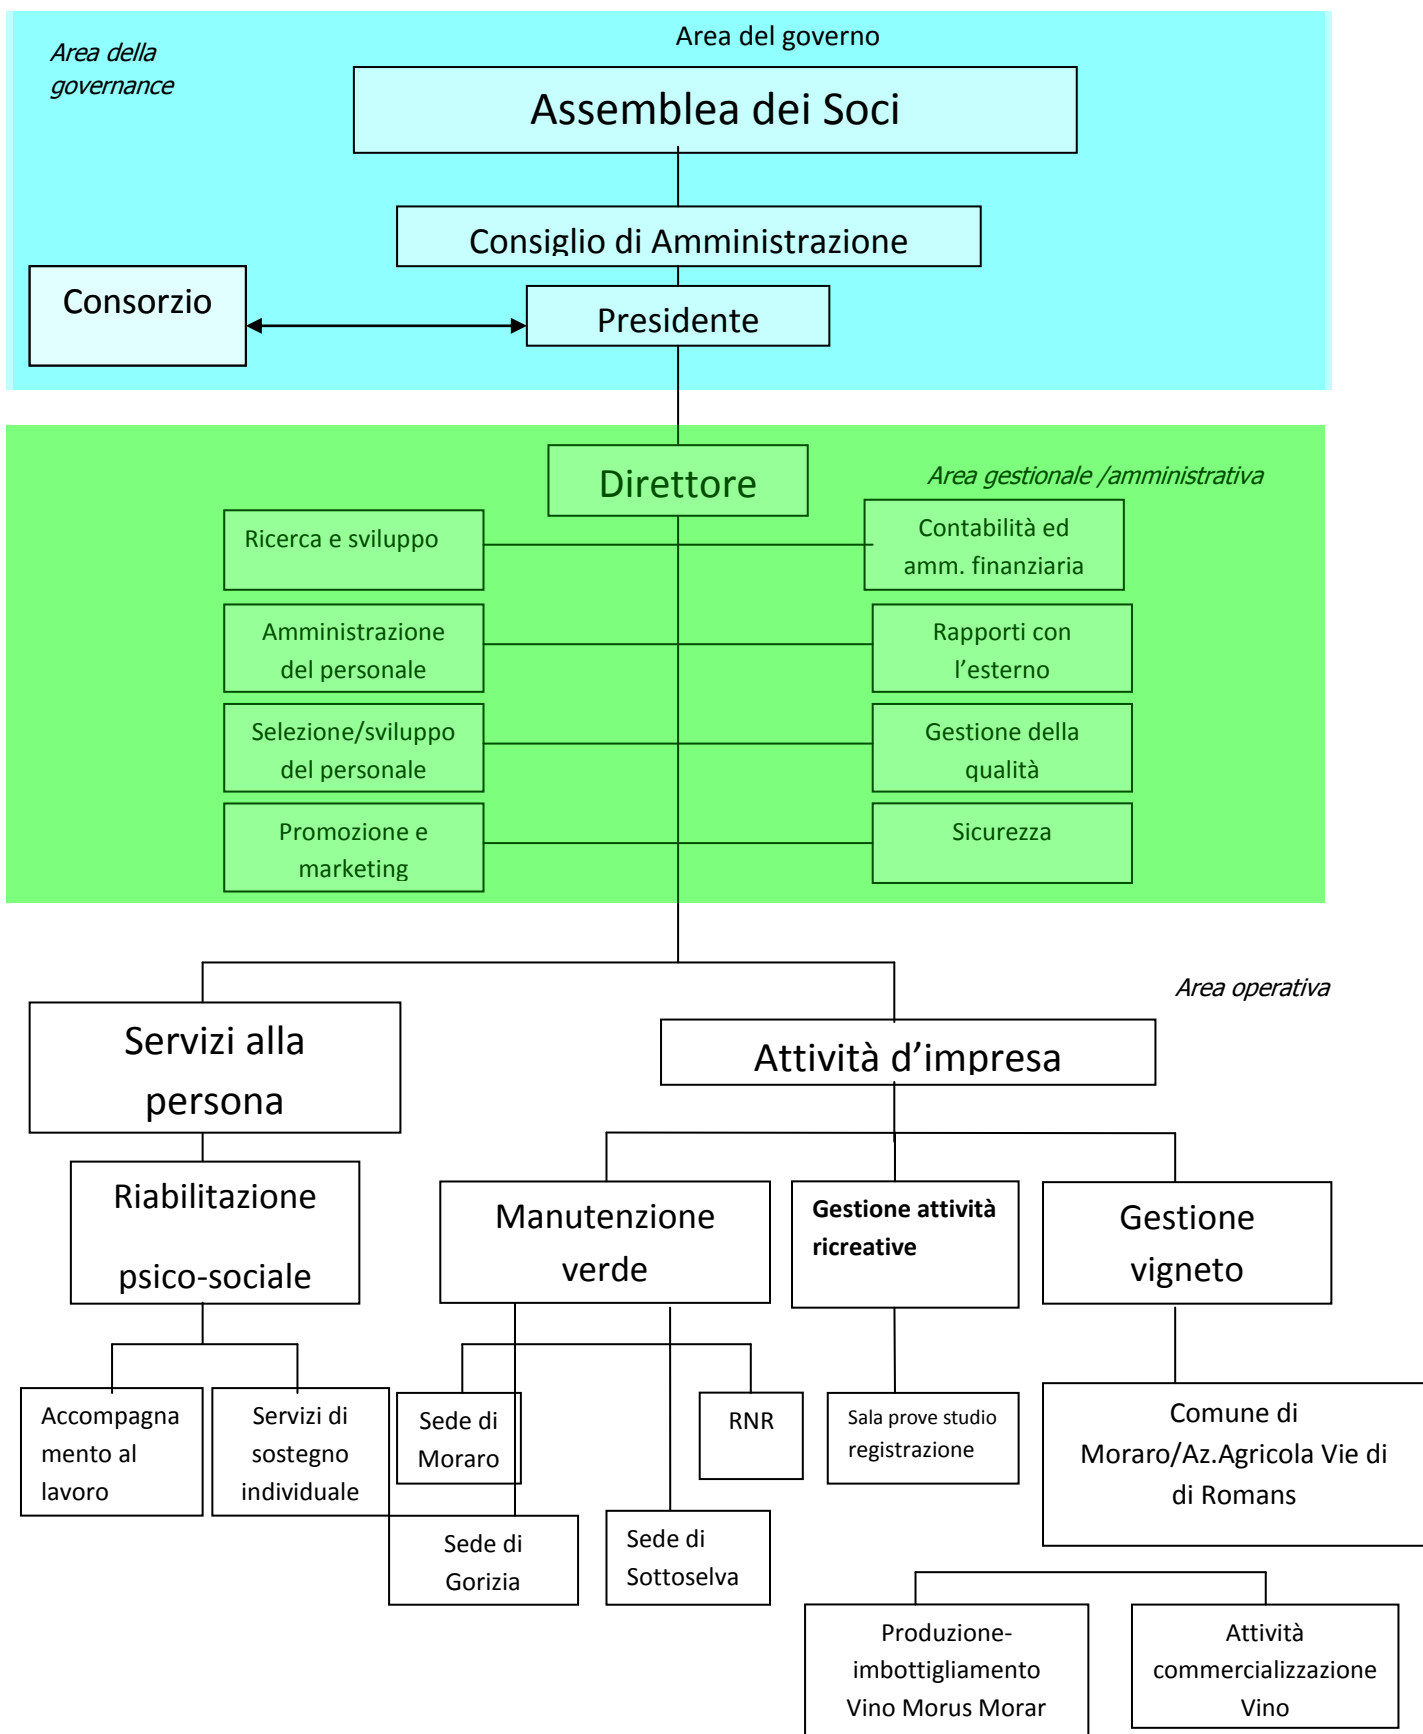 Area della
governance
Area del governo
Assemblea dei Soci
Consiglio di Amministrazione
Consorzio
Presidente
Direttore
Area gestionale /amministrativa
Ricerca e sviluppo
Contabilità ed
amm. finanziaria
Amministrazione
del personale
Rapporti con
l’esterno
Selezione/sviluppo
del personale
Gestione della
qualità
Promozione e
marketing
Sicurezza
Area operativa
Servizi alla
persona
Attività d’impresa
Riabilitazione
psico-sociale
Manutenzione
verde
Gestione attività
ricreative
Gestione
vigneto
Accompagna
mento al
lavoro
Servizi di
sostegno
individuale
Sede di
Moraro
RNR
Sala prove studio
registrazione
Comune di
Moraro/Az.Agricola Vie di
di Romans
Sede di
Gorizia
Sede di
Sottoselva
Produzione-
imbottigliamento
Vino Morus Morar
Attività
commercializzazione
Vino